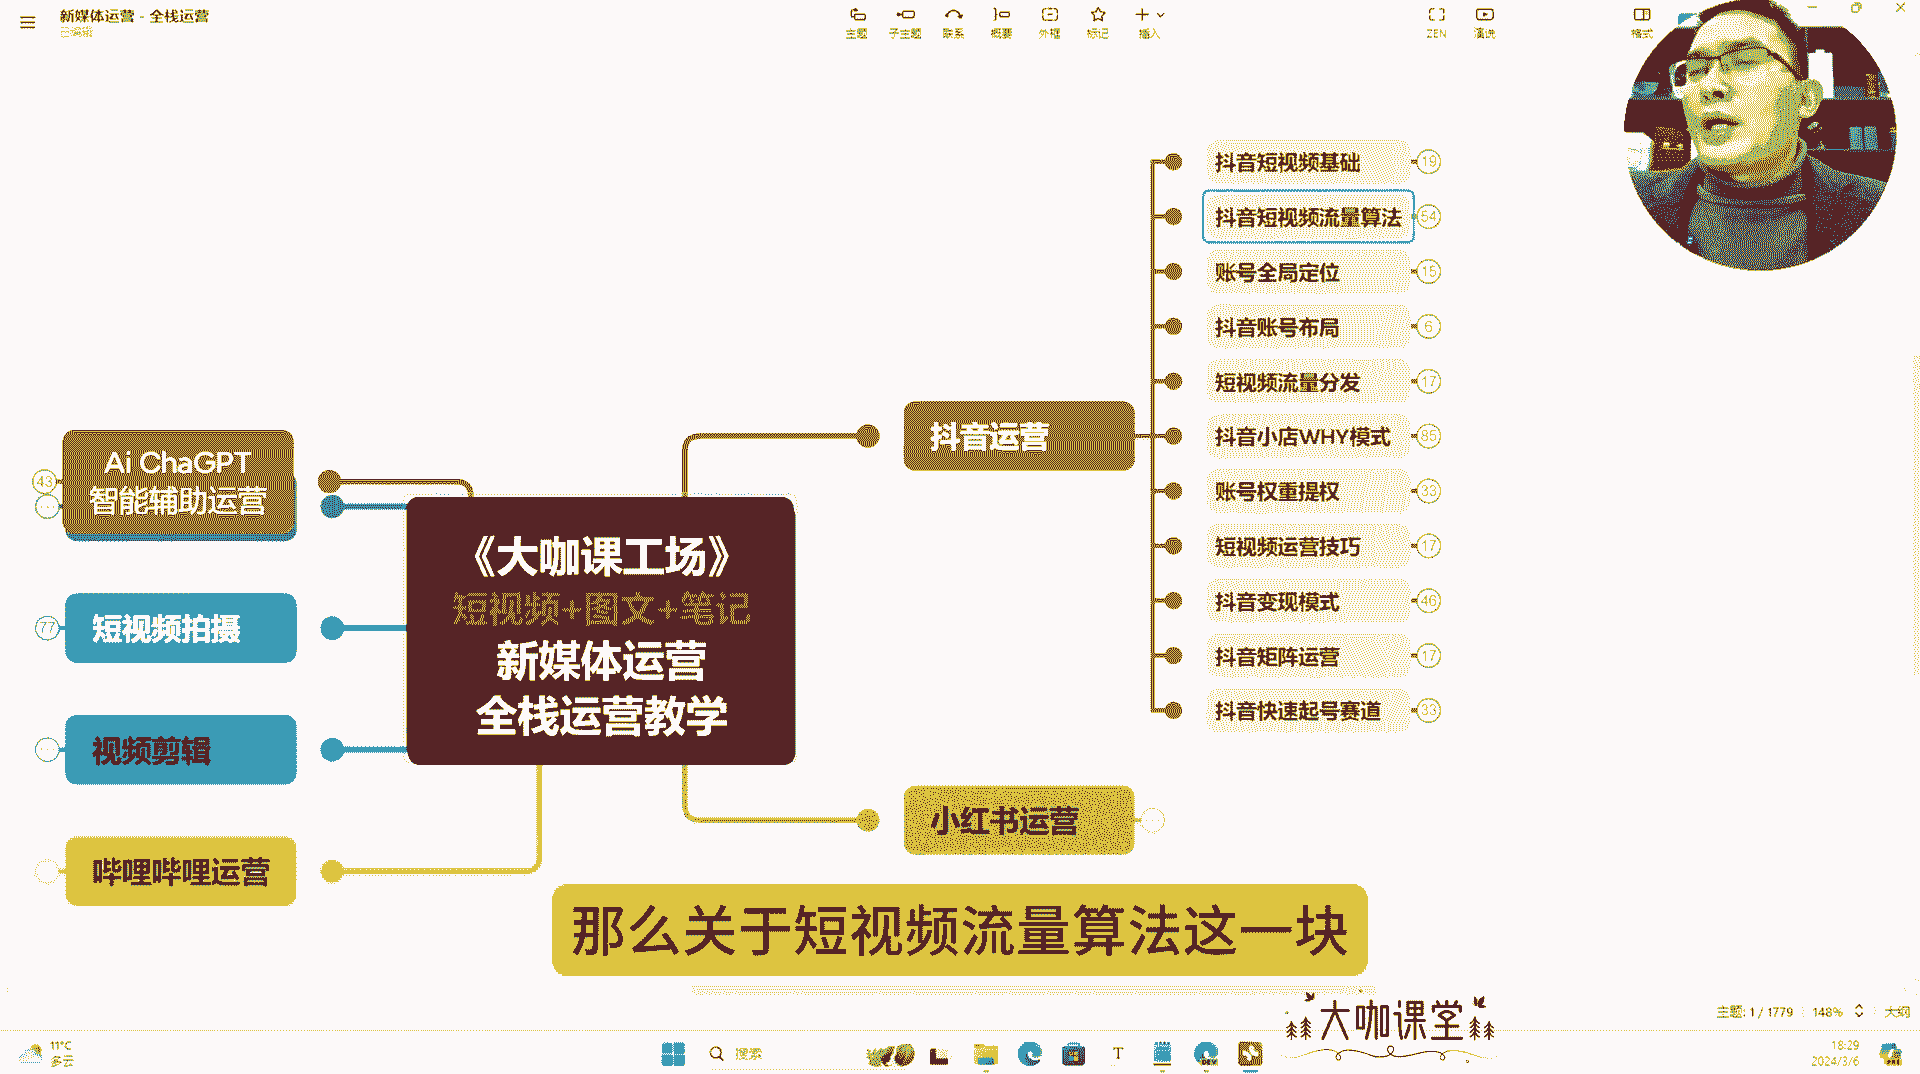 新媒体运营 - 全栈运营
已编辑
主题
子主题
联系
概要
外框
标记
插入
ZEN
演说
格式
抖音短视频基础
19
抖音短视频流量算法
54
账号全局定位
15
抖音账号布局
6
短视频流量分发
17
抖音运营
抖音小店WHY模式
85
账号权重提权
33
短视频运营技巧
17
抖音变现模式
46
抖音矩阵运营
17
抖音快速起号赛道
33
Ai ChaGPT
智能辅助运营
43
短视频拍摄
77
视频剪辑
哔哩哔哩运营
《大咖课工场》
短视频+图文+笔记
新媒体运营
全栈运营教学
小红书运营
那么关于短视频流量算法这一块
大咖课堂
主题: 1 / 1779
148%
大纲
11°C
多云
搜索
18:29
2024/3/6